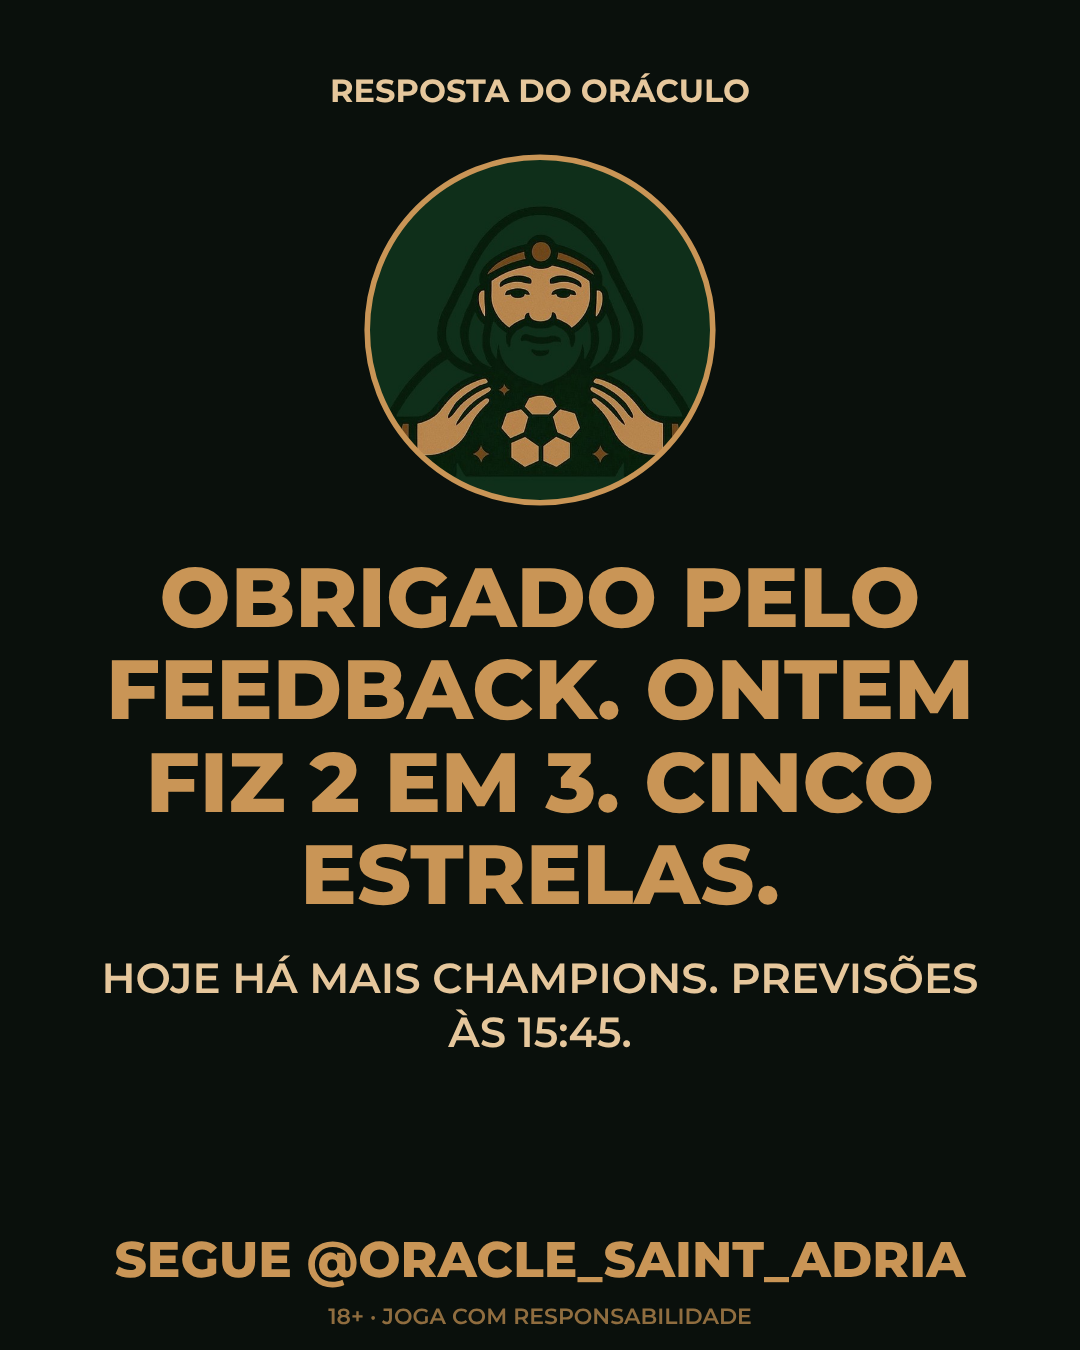 RESPOSTA DO ORÁCULO
OBRIGADO PELO
FEEDBACK. ONTEM
FIZ 2 EM 3. CINCO
ESTRELAS.
HOJE HÁ MAIS CHAMPIONS. PREVISÕES
ÀS 15:45.
SEGUE @ORACLE_SAINT_ADRIA
18+ · JOGA COM RESPONSABILIDADE